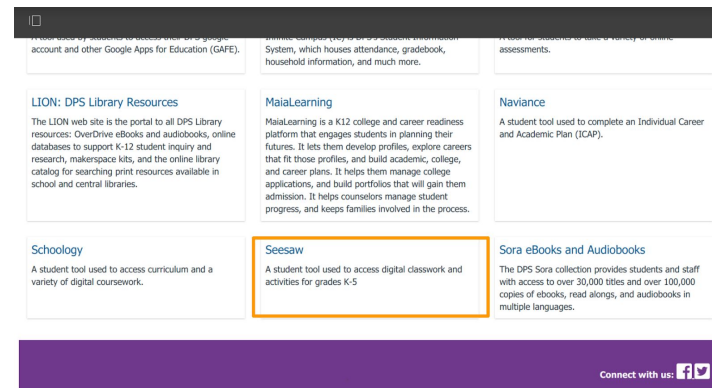 account and other Google Apps for Education (GAFE).
System, which houses attendance, gradebook,
household information, and much more.
assessments.
LION: DPS Library Resources
The LION web site is the portal to all DPS Library
resources: OverDrive eBooks and audiobooks, online
databases to support K-12 student inquiry and
research, makerspace kits, and the online library
catalog for searching print resources available in
school and central libraries.
MaiaLearning
MaiaLearning is a K12 college and career readiness
platform that engages students in planning their
futures. It lets them develop profiles, explore careers
that fit those profiles, and build academic, college,
and career plans. It helps them manage college
applications, and build portfolios that will gain them
admission. It helps counselors manage student
progress, and keeps families involved in the process.
Naviance
A student tool used to complete an Individual Career
and Academic Plan (ICAP).
Schoology
A student tool used to access curriculum and a
variety of digital coursework.
Seesaw
A student tool used to access digital classwork and
activities for grades K-5
Sora eBooks and Audiobooks
The DPS Sora collection provides students and staff
with access to over 30,000 titles and over 100,000
copies of ebooks, read alongs, and audiobooks in
multiple languages.
Connect with us: